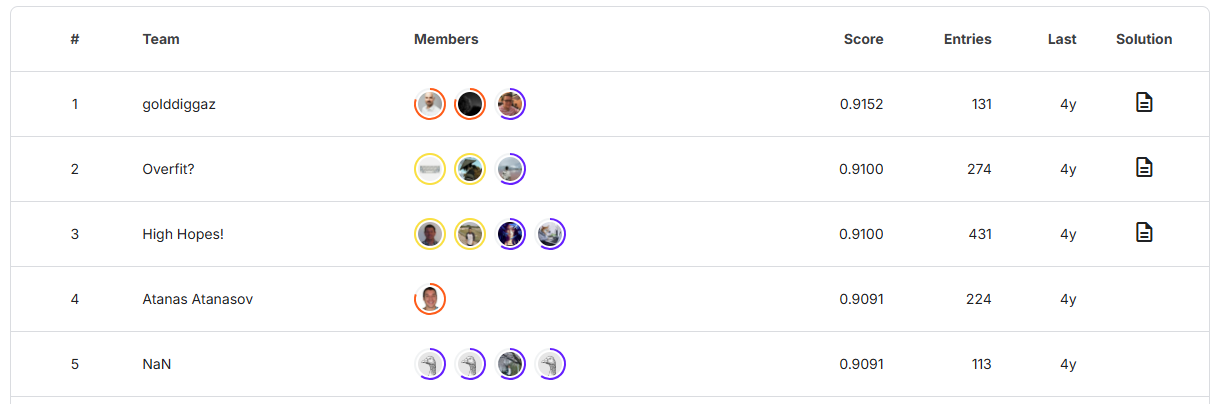 # Team Members Score Entries Last Solution
1 golddiggaz 0.9152 131 4y
2 Overfit? 0.9100 274 4y
3 High Hopes! 0.9100 431 4y
4 Atanas Atanasov 0.9091 224 4y
5 NaN 0.9091 113 4y